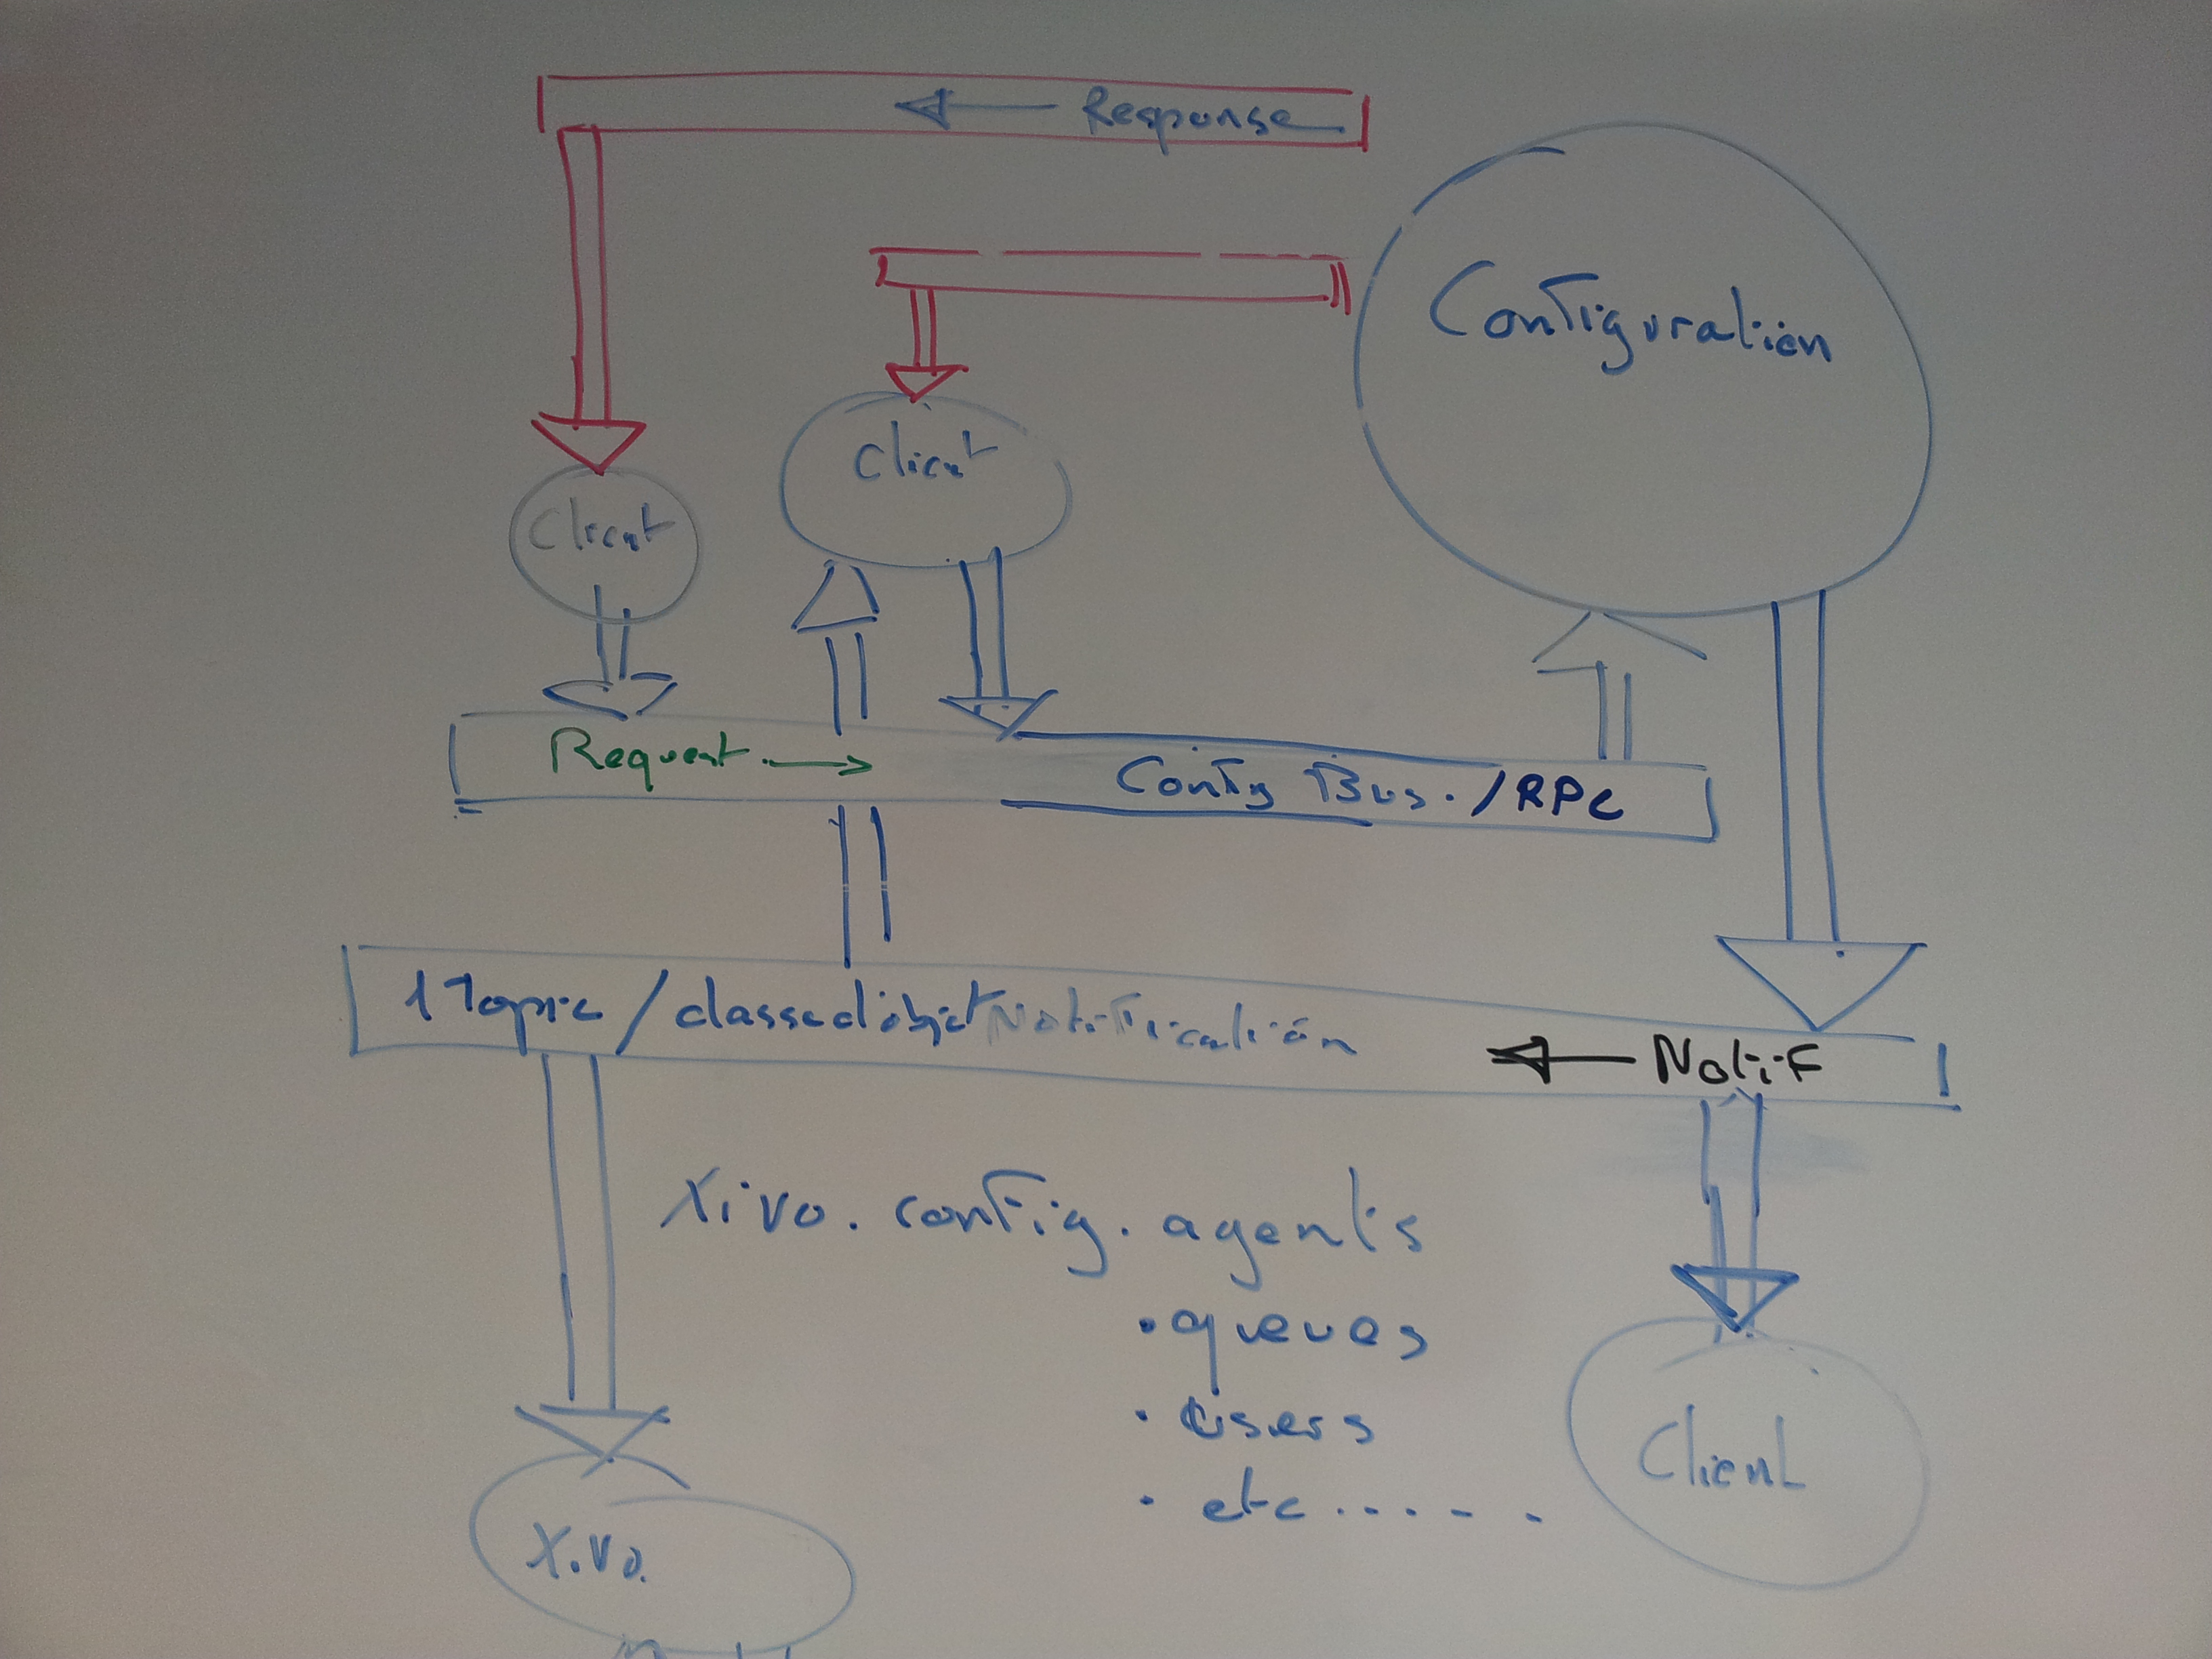 ← Response
Configuration
Client
Client
Request →
Config Bus. / RPC
1 Topic / classe d'objet Notification
← Notif
Xivo. config. agents
. queues
. users
. etc......
Client
Xivo.